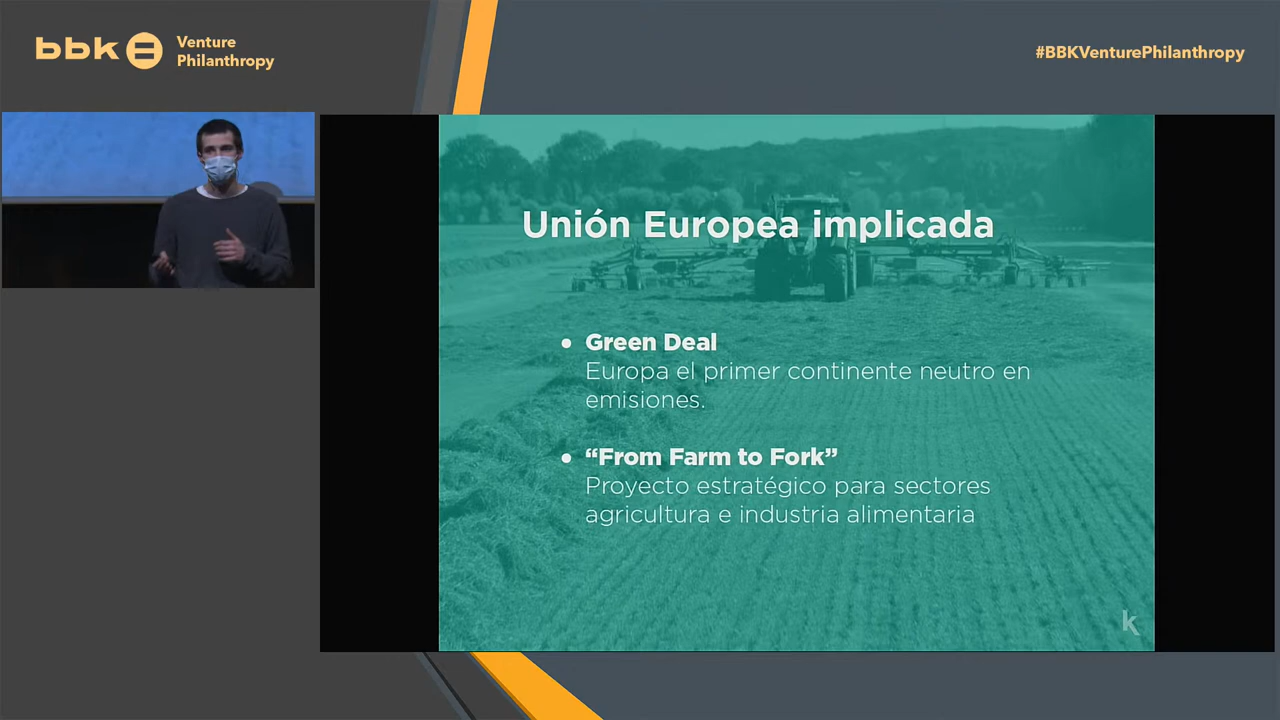 bbk
Venture
Philanthropy
#BBKVenturePhilanthropy
Unión Europea implicada
• Green Deal
Europa el primer continente neutro en
emisiones.
• “From Farm to Fork”
Proyecto estratégico para sectores
agricultura e industria alimentaria
k